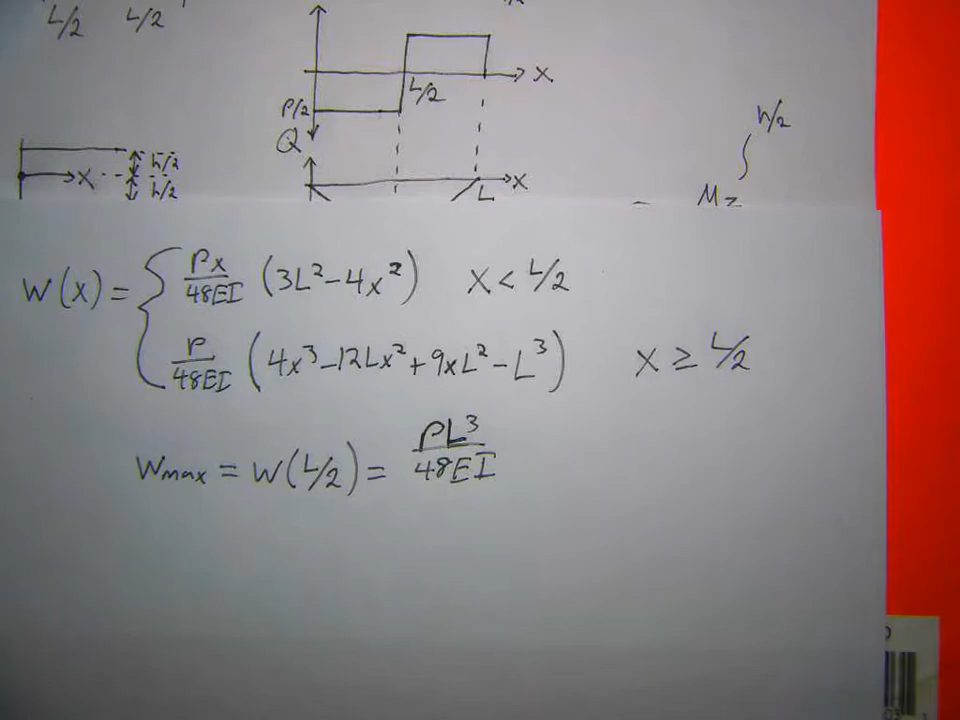 L/2 L/2
X
P/2
L/2
Q
h/2
X
h/2
X
L
h/2
∫
M =
W(x) = { Px/48EI (3L² - 4x²) X < L/2
P/48EI (4x³ - 12Lx² + 9xL² - L³) X ≥ L/2
Wmax = W(L/2) = PL³/48EI